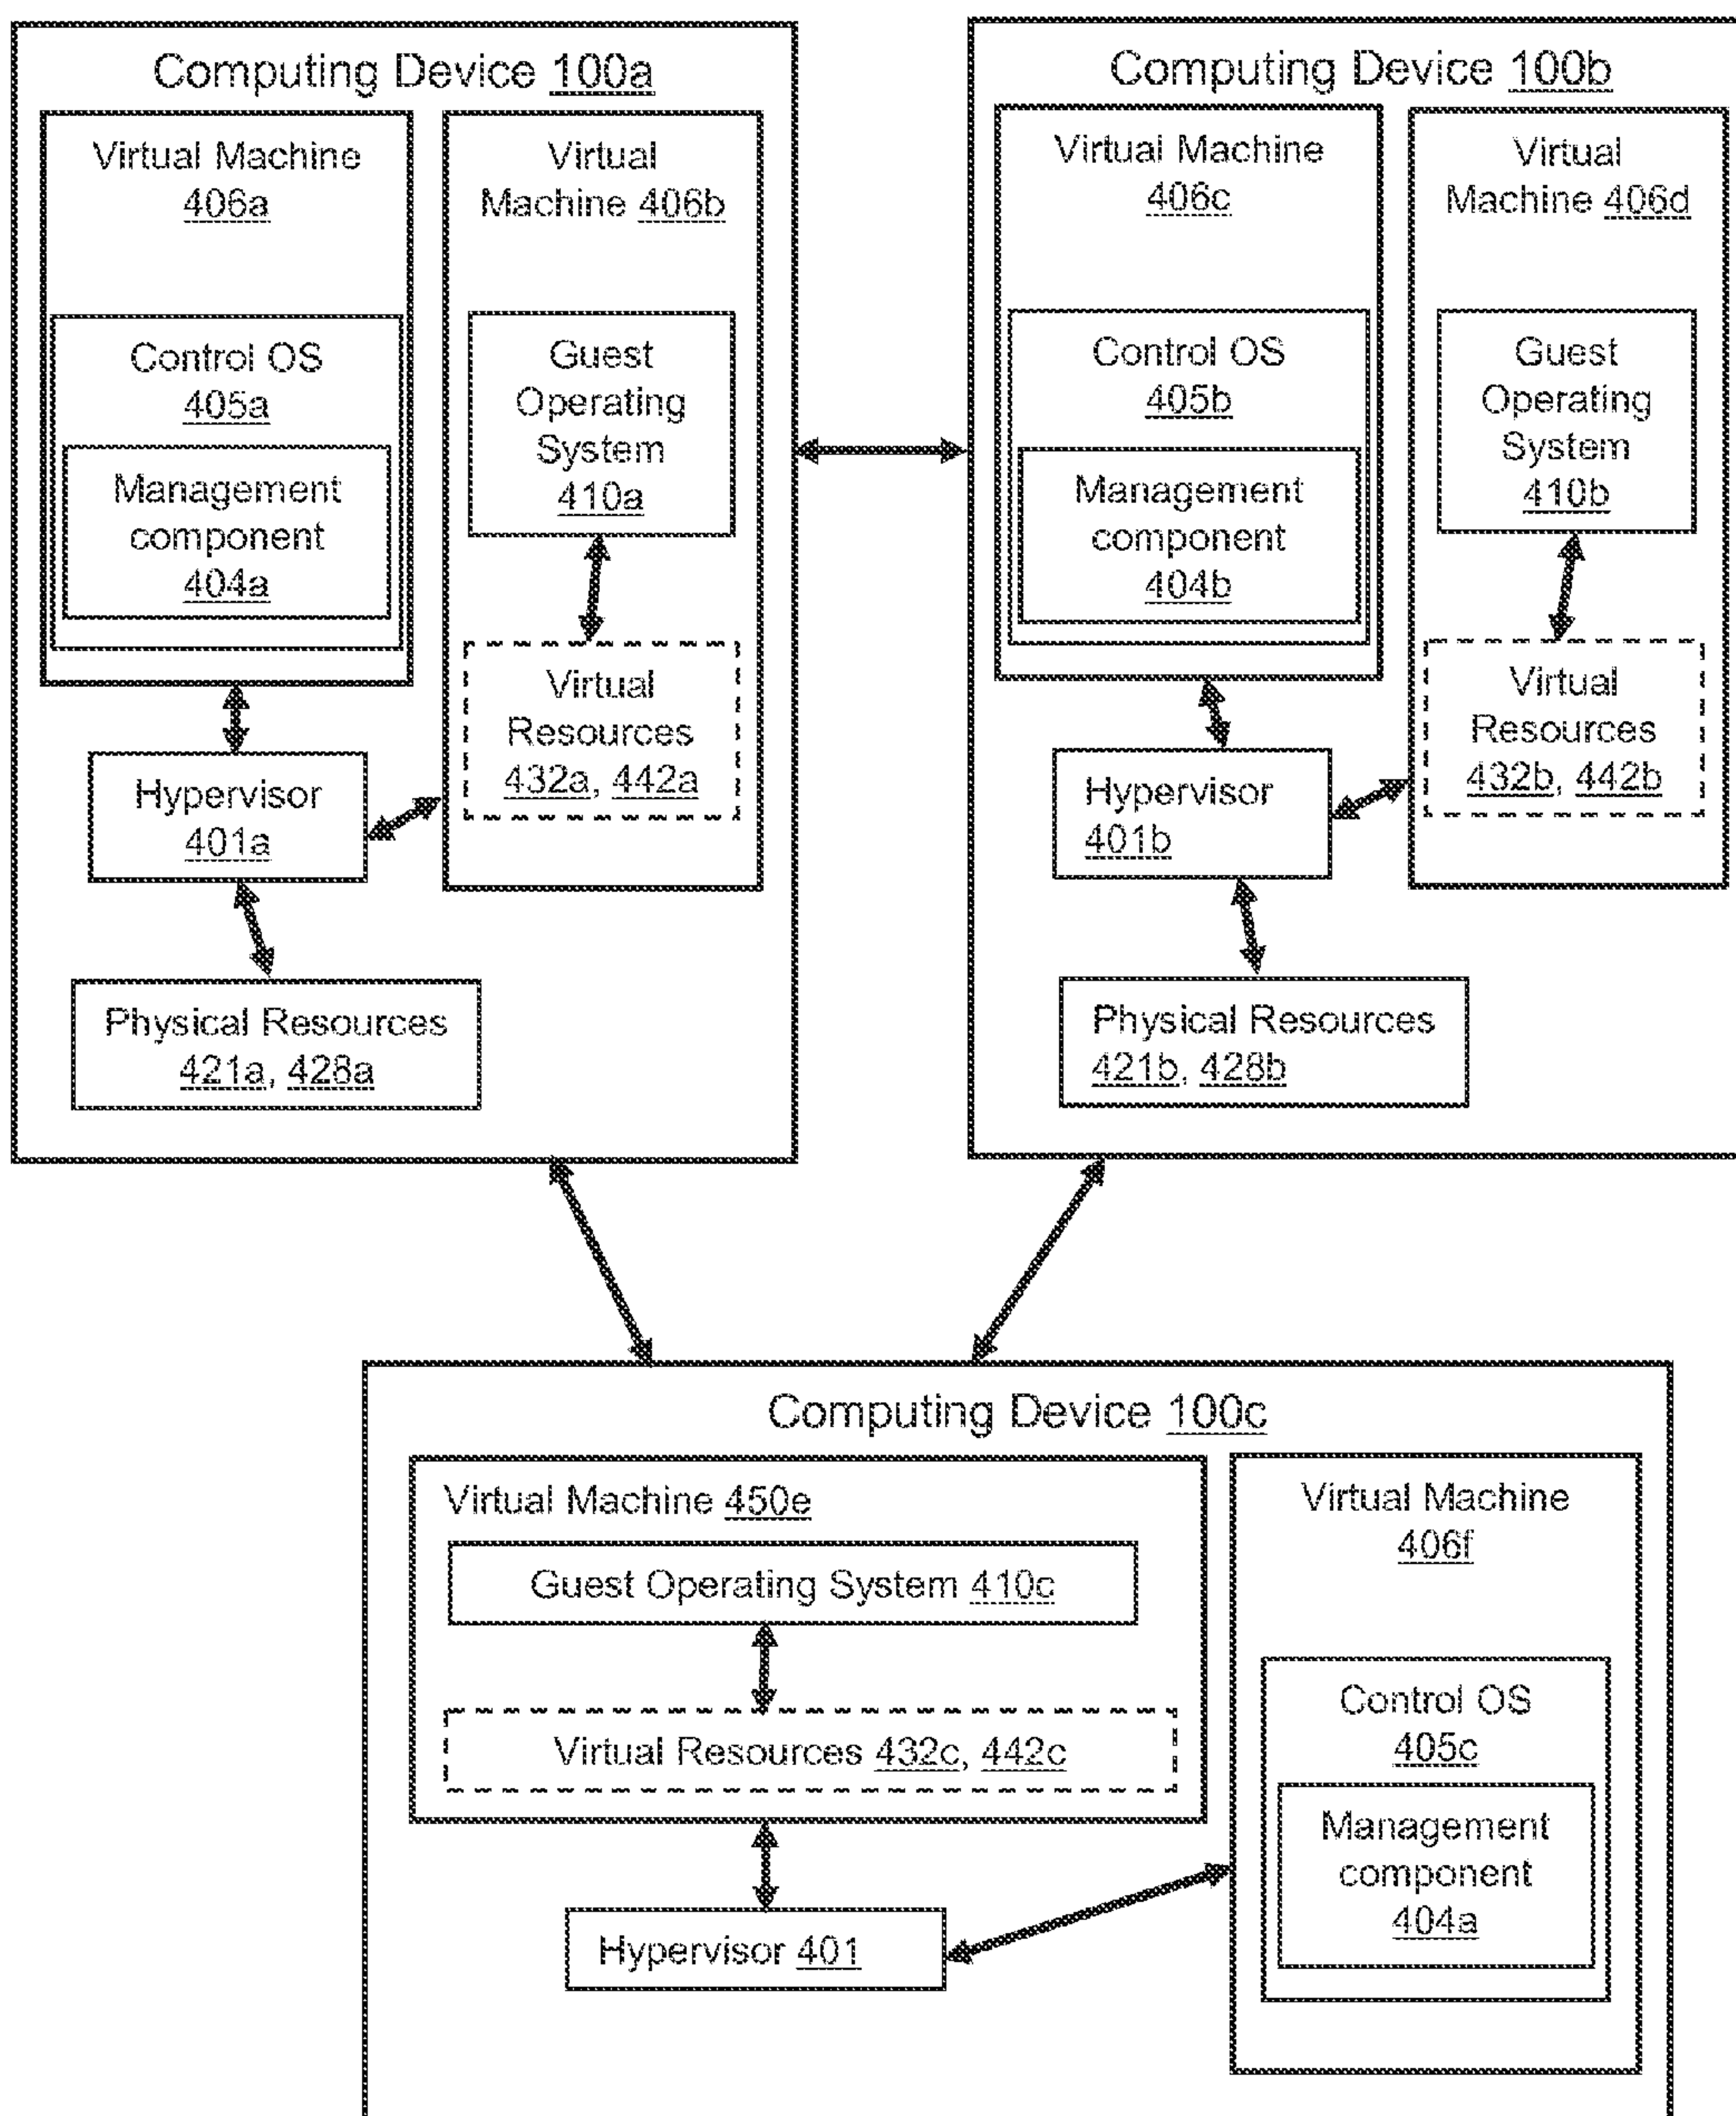 Computing Device 100a
Virtual Machine
406a
Control OS
405a
Management
component
404a
Virtual
Machine 406b
Guest
Operating
System
410a
Virtual
Resources
432a, 442a
Hypervisor
401a
Physical Resources
421a, 428a
Computing Device 100b
Virtual Machine
406c
Control OS
405b
Management
component
404b
Virtual
Machine 406d
Guest
Operating
System
410b
Virtual
Resources
432b, 442b
Hypervisor
401b
Physical Resources
421b, 428b
Computing Device 100c
Virtual Machine 450e
Guest Operating System 410c
Virtual Resources 432c, 442c
Hypervisor 401
Virtual Machine
406f
Control OS
405c
Management
component
404a